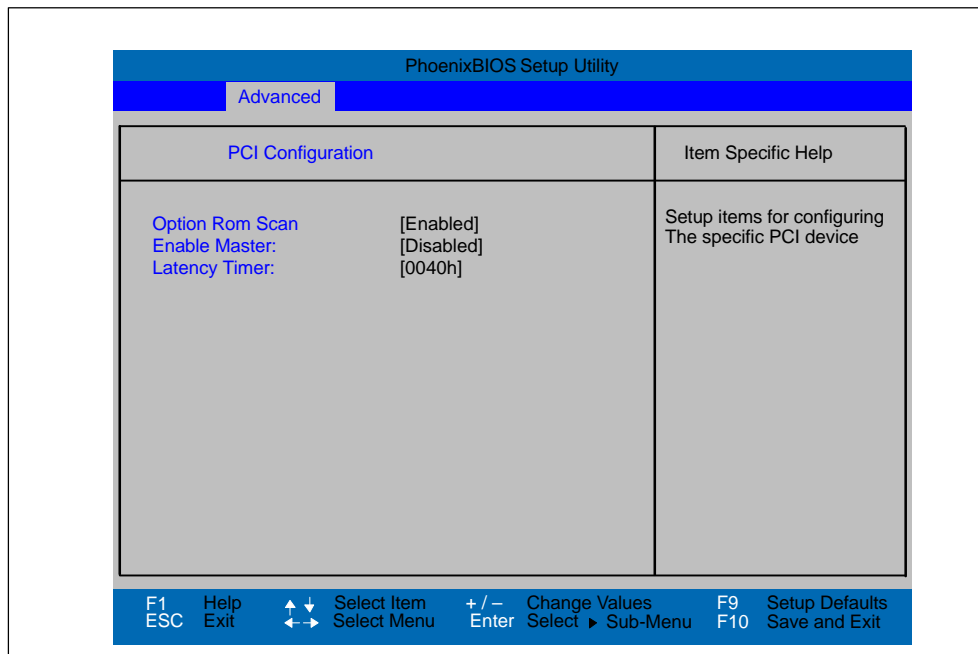 PhoenixBIOS Setup Utility
Advanced
PCI Configuration
Item Specific Help
Option Rom Scan [Enabled]
Enable Master: [Disabled]
Latency Timer: [0040h]
Setup items for configuring
The specific PCI device
F1 Help Select Item + / – Change Values F9 Setup Defaults
ESC Exit Select Menu Enter Select ▶ Sub-Menu F10 Save and Exit